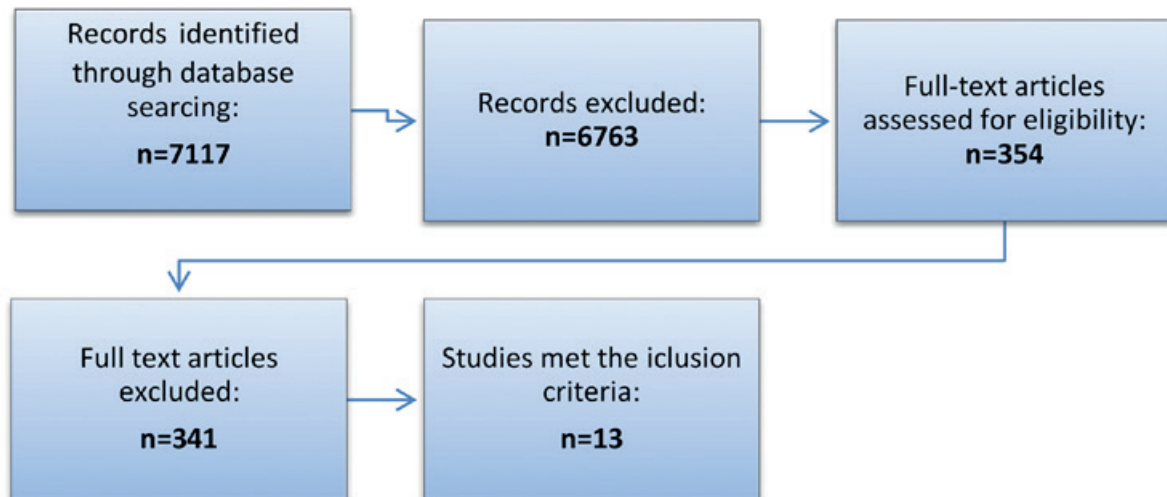 Records identified
through database
searcing:
n=7117
Records excluded:
n=6763
Full-text articles
assessed for eligibility:
n=354
Full text articles
excluded:
n=341
Studies met the iclusion
criteria:
n=13